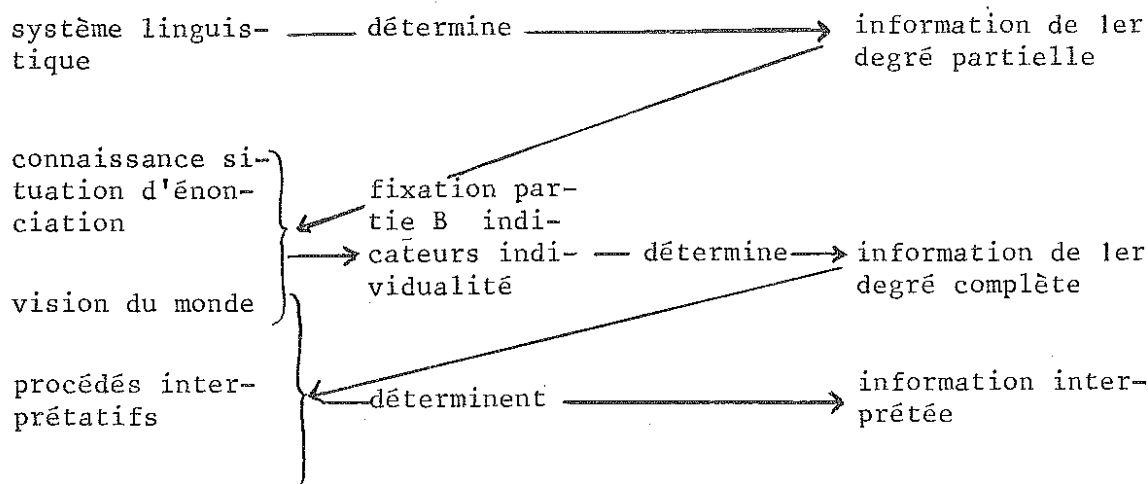 système linguis- détermine information de 1er
tique degré partielle
connaissance si-
tuation d'énon- fixation par-
ciation tie B indi-
cateurs indi- détermine information de 1er
vidualité degré complète
vision du monde
procédés inter- déterminent information inter-
prétatifs prétée